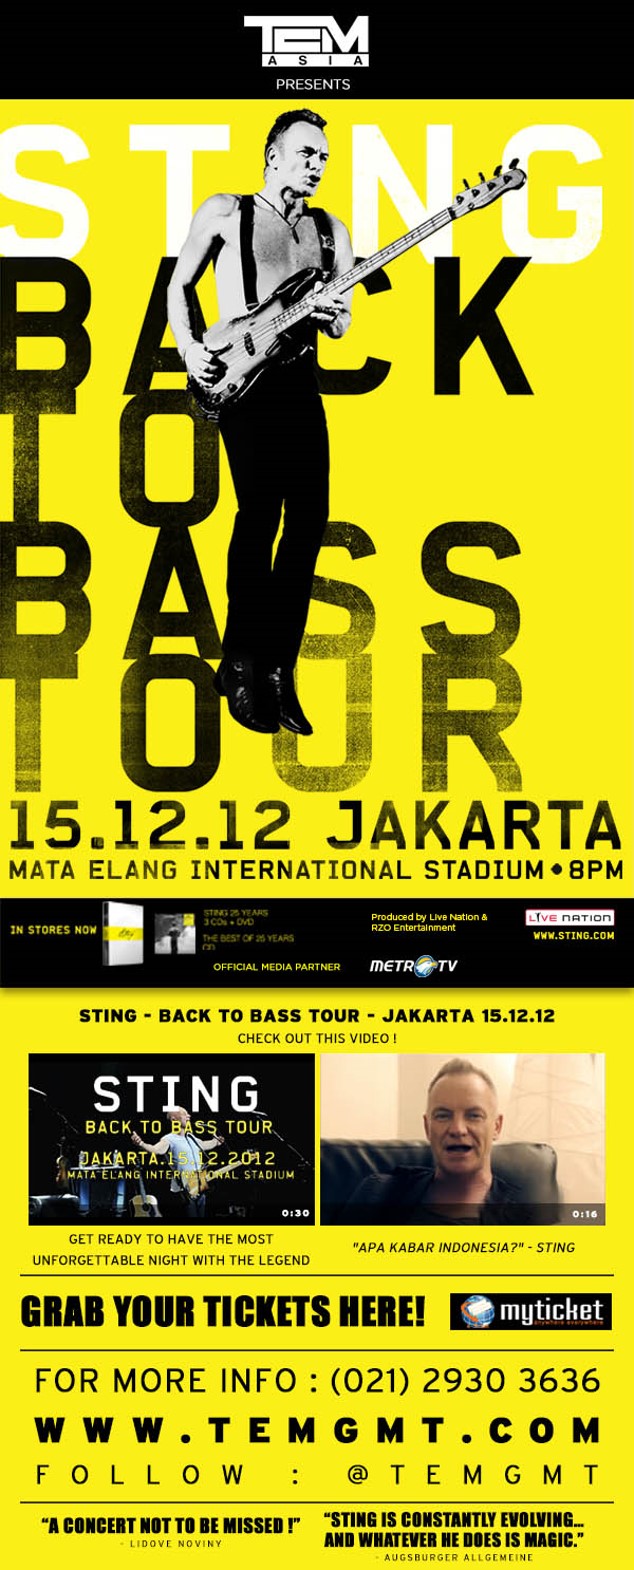 TEM
ASIA
PRESENTS
STING
BACK
TO
BASS
TOUR
15.12.12 JAKARTA
MATA ELANG INTERNATIONAL STADIUM • 8PM
IN STORES NOW
STING 25 YEARS
3 CDs + DVD
THE BEST OF 25 YEARS
CD
Produced by Live Nation &
RZO Entertainment
LIVE NATION
WWW.STING.COM
OFFICIAL MEDIA PARTNER
METRO TV
STING - BACK TO BASS TOUR - JAKARTA 15.12.12
CHECK OUT THIS VIDEO !
STING
BACK TO BASS TOUR
JAKARTA.15.12.2012
MATA ELANG INTERNATIONAL STADIUM
0:30
0:16
GET READY TO HAVE THE MOST
UNFORGETTABLE NIGHT WITH THE LEGEND
"APA KABAR INDONESIA?" - STING
GRAB YOUR TICKETS HERE!
myticket
anywhere everywhere
FOR MORE INFO : (021) 2930 3636
WWW.TEMGMT.COM
FOLLOW : @TEMGMT
“A CONCERT NOT TO BE MISSED !”
- LIDOVE NOVINY
“STING IS CONSTANTLY EVOLVING...
AND WHATEVER HE DOES IS MAGIC.”
- AUGSBURGER ALLGEMEINE